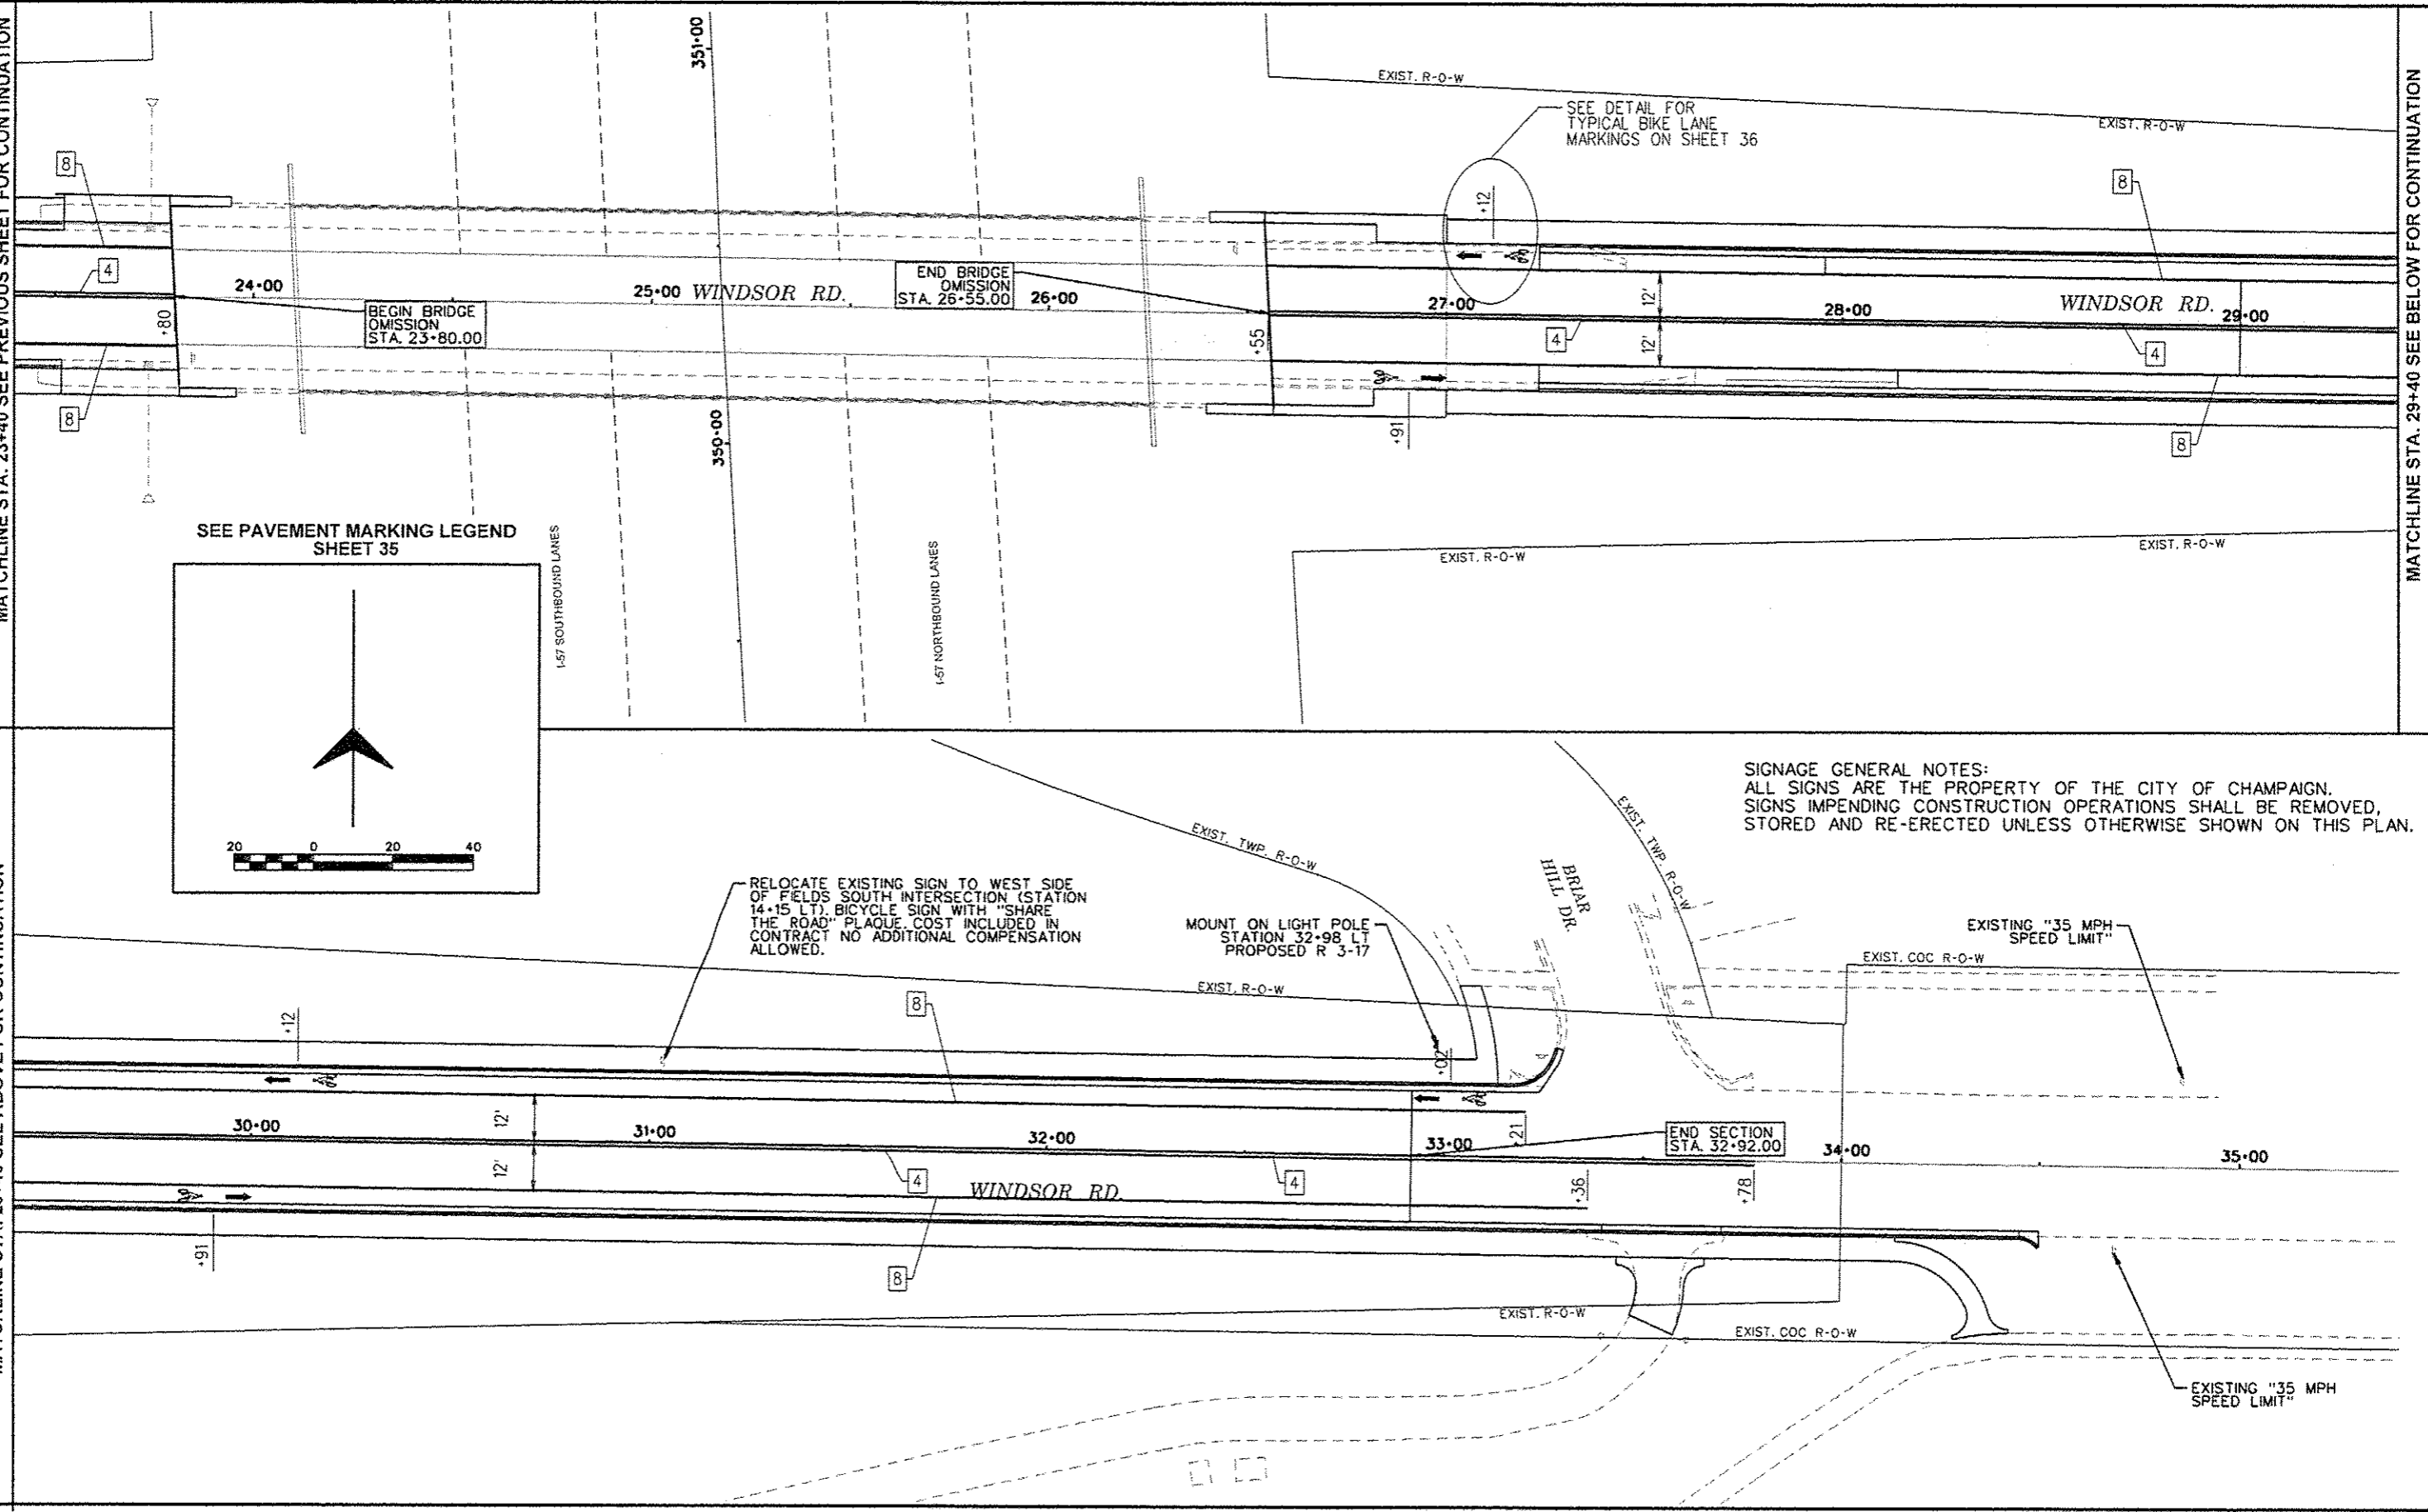 MATCHLINE STA. 23+40 SEE PREVIOUS SHEET FOR CONTINUATION
351+00
EXIST. R-O-W
SEE DETAIL FOR
TYPICAL BIKE LANE
MARKINGS ON SHEET 36
EXIST. R-O-W
8
+12
8
4
24+00
25+00
WINDSOR RD.
END BRIDGE
OMISSION
STA. 26+55.00
26+00
27+00
12'
28+00
WINDSOR RD.
29+00
+80
BEGIN BRIDGE
OMISSION
STA. 23+80.00
+55
4
12'
4
8
350+00
+91
8
MATCHLINE STA. 29+40 SEE BELOW FOR CONTINUATION
SEE PAVEMENT MARKING LEGEND
SHEET 35
I-57 SOUTHBOUND LANES
I-57 NORTHBOUND LANES
EXIST. R-O-W
EXIST. R-O-W
20 0 20 40
SIGNAGE GENERAL NOTES:
ALL SIGNS ARE THE PROPERTY OF THE CITY OF CHAMPAIGN.
SIGNS IMPENDING CONSTRUCTION OPERATIONS SHALL BE REMOVED,
STORED AND RE-ERECTED UNLESS OTHERWISE SHOWN ON THIS PLAN.
EXIST. TWP. R-O-W
EXIST. TWP. R-O-W
BRIAR
HILL DR.
RELOCATE EXISTING SIGN TO WEST SIDE
OF FIELDS SOUTH INTERSECTION (STATION
14+15 LT). BICYCLE SIGN WITH "SHARE
THE ROAD" PLAQUE. COST INCLUDED IN
CONTRACT NO ADDITIONAL COMPENSATION
ALLOWED.
MOUNT ON LIGHT POLE
STATION 32+98 LT
PROPOSED R 3-17
EXISTING "35 MPH
SPEED LIMIT"
EXIST. COC R-O-W
EXIST. R-O-W
8
+12
+02
30+00
12'
31+00
32+00
33+00
+21
END SECTION
STA. 32+92.00
34+00
35+00
12'
4
WINDSOR RD.
4
+36
+78
+91
8
EXIST. R-O-W
EXIST. COC R-O-W
EXISTING "35 MPH
SPEED LIMIT"